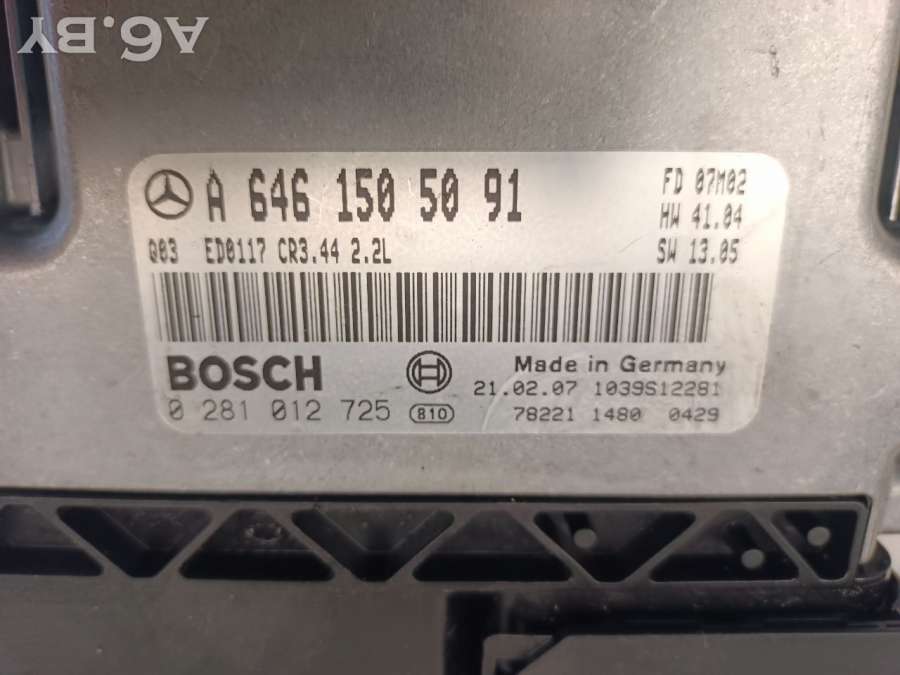 A6.BY
A 646 150 50 91
FD 07M02
HW 41.04
Q03 ED0117 CR3.44 2.2L
SW 13.05
BOSCH
Made in Germany
21.02.07 1039S12281
0 281 012 725
810
78221 1480 0429